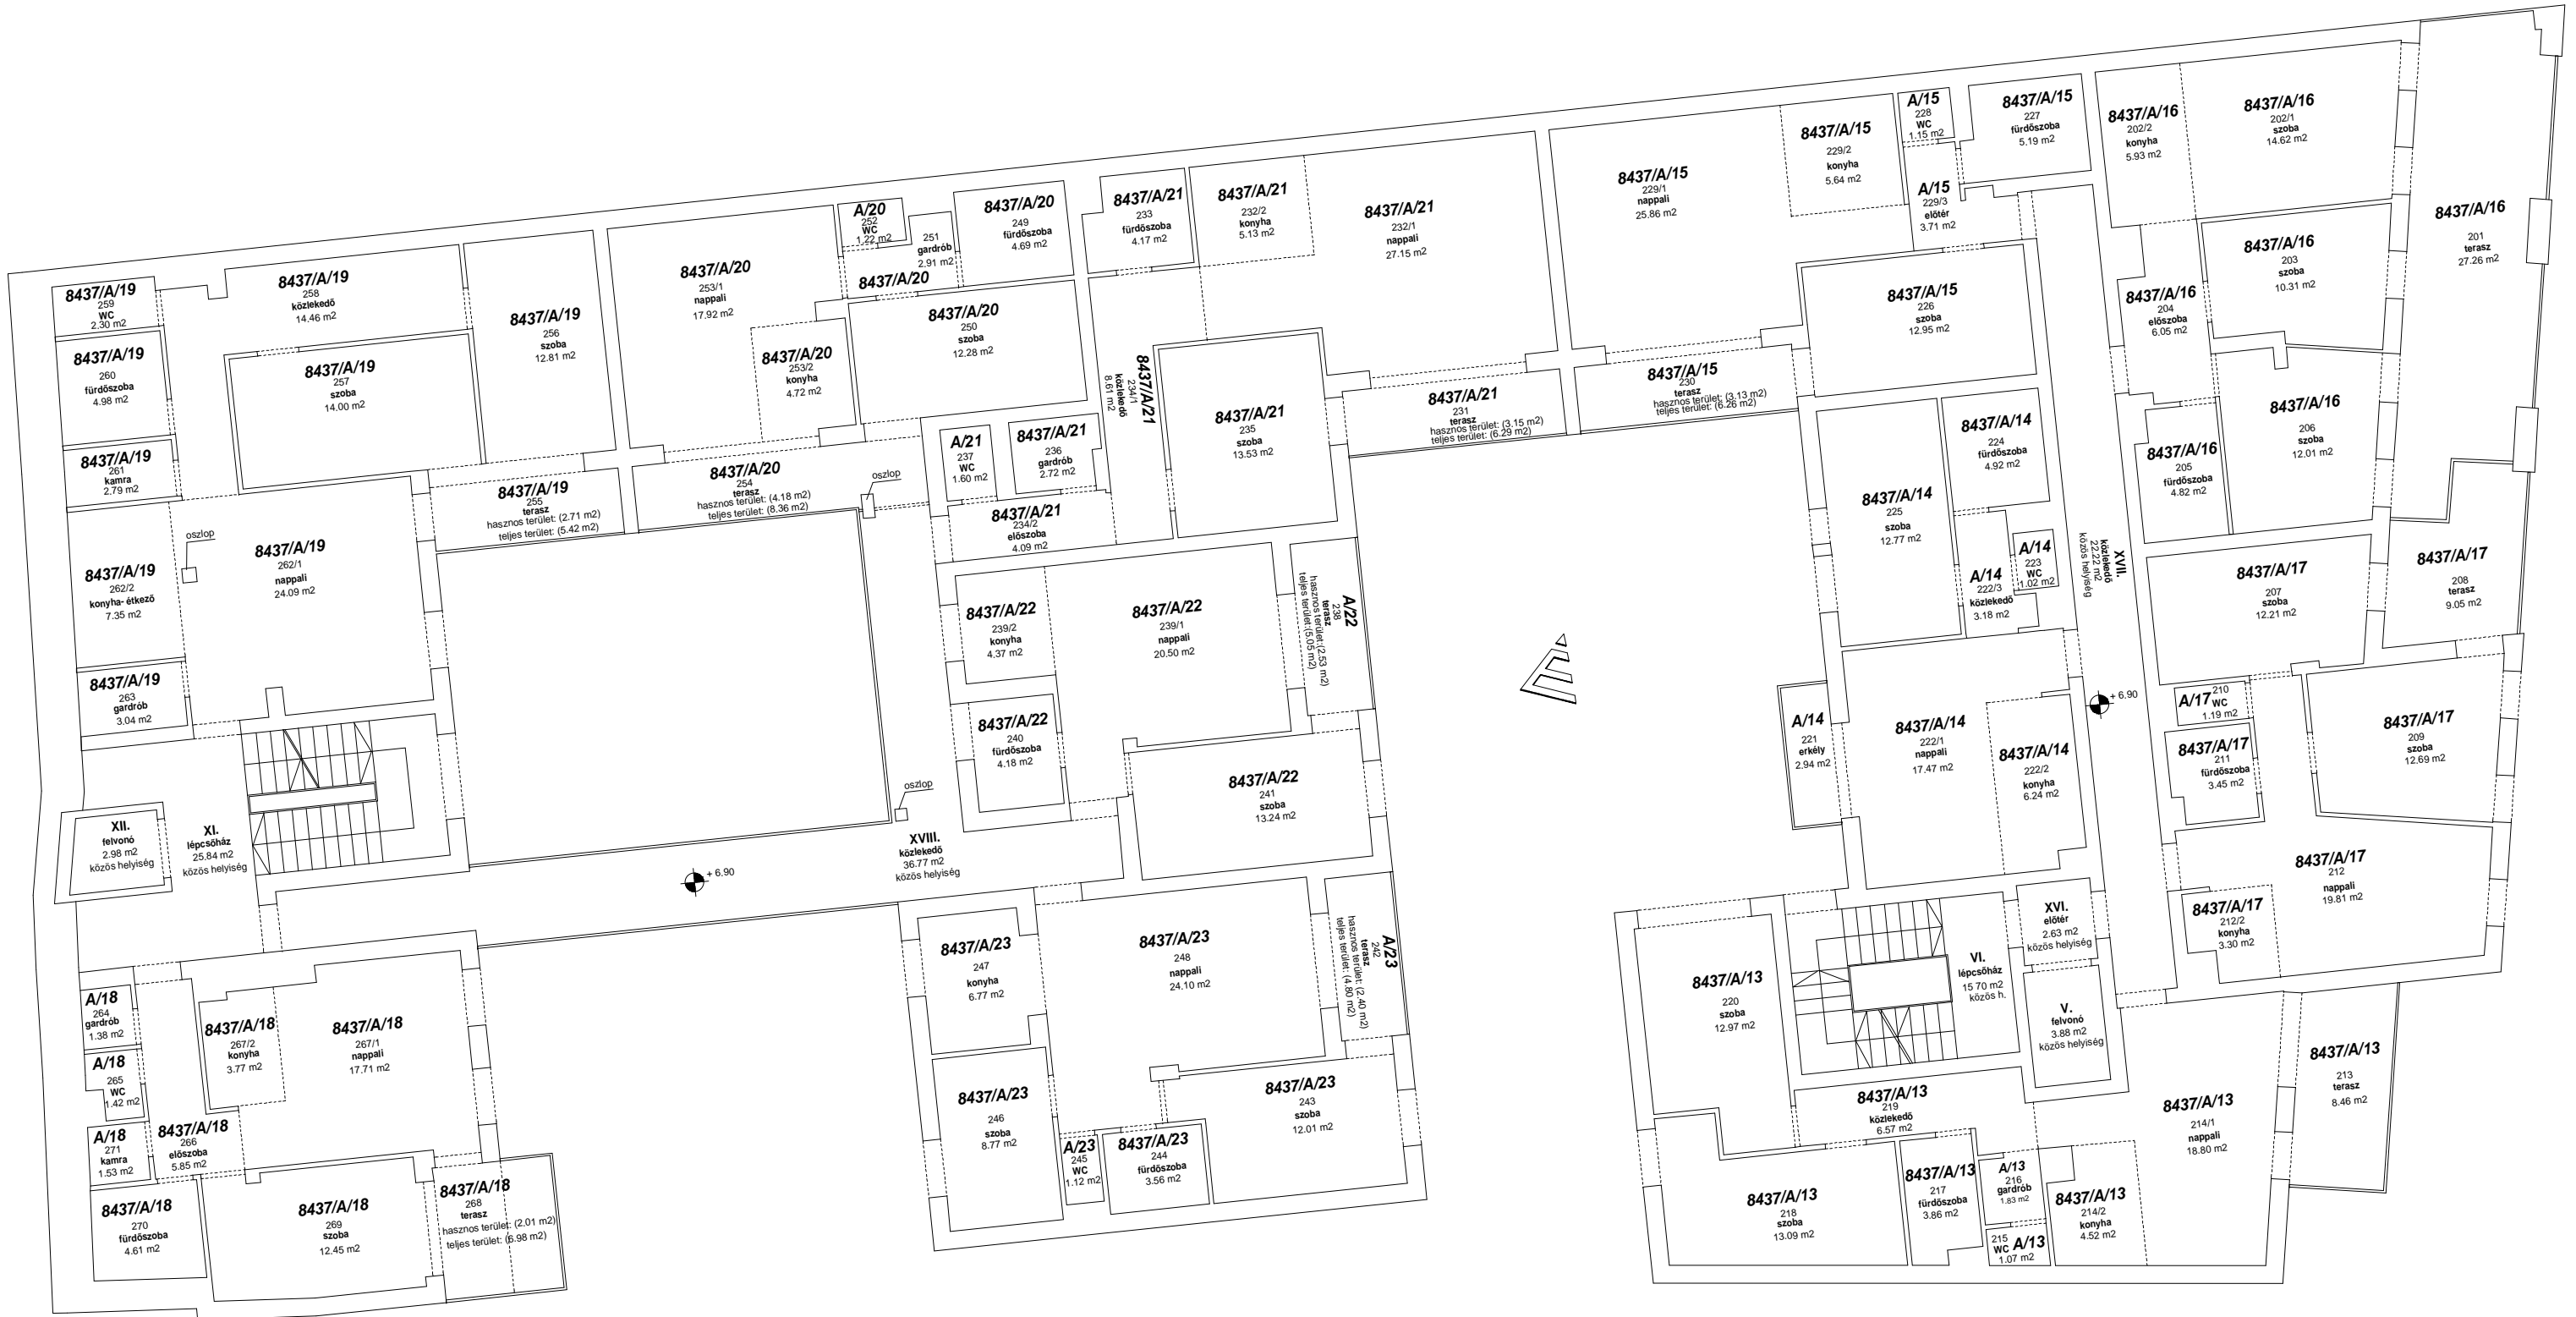 8437/A/19
259
WC
2.30 m2
8437/A/19
260
fürdőszoba
4.98 m2
8437/A/19
261
kamra
2.79 m2
8437/A/19
258
közlekedő
14.46 m2
8437/A/19
257
szoba
14.00 m2
8437/A/19
256
szoba
12.81 m2
8437/A/19
255
terasz
hasznos terület: (2.71 m2)
teljes terület: (5.42 m2)
8437/A/19
262/2
konyha- étkező
7.35 m2
oszlop
8437/A/19
262/1
nappali
24.09 m2
8437/A/19
263
gardrób
3.04 m2
8437/A/20
253/1
nappali
17.92 m2
8437/A/20
253/2
konyha
4.72 m2
A/20
252
WC
1.22 m2
251
gardrób
2.91 m2
8437/A/20
8437/A/20
249
fürdőszoba
4.69 m2
8437/A/20
250
szoba
12.28 m2
8437/A/20
254
terasz
hasznos terület: (4.18 m2)
teljes terület: (8.36 m2)
oszlop
8437/A/21
233
fürdőszoba
4.17 m2
8437/A/21
232/2
konyha
5.13 m2
8437/A/21
232/1
nappali
27.15 m2
8437/A/21
234/1
közlekedő
8.61 m2
8437/A/21
235
szoba
13.53 m2
A/21
237
WC
1.60 m2
8437/A/21
236
gardrób
2.72 m2
8437/A/21
234/2
előszoba
4.09 m2
8437/A/21
231
terasz
hasznos terület: (3.15 m2)
teljes terület: (6.29 m2)
8437/A/15
230
terasz
hasznos terület: (3.13 m2)
teljes terület: (6.26 m2)
8437/A/15
229/1
nappali
25.86 m2
8437/A/15
229/2
konyha
5.64 m2
A/15
228
WC
1.15 m2
8437/A/15
227
fürdőszoba
5.19 m2
A/15
229/3
előtér
3.71 m2
8437/A/15
226
szoba
12.95 m2
8437/A/16
202/2
konyha
5.93 m2
8437/A/16
202/1
szoba
14.62 m2
8437/A/16
201
terasz
27.26 m2
8437/A/16
203
szoba
10.31 m2
8437/A/16
204
előszoba
6.05 m2
8437/A/16
205
fürdőszoba
4.82 m2
8437/A/16
206
szoba
12.01 m2
8437/A/14
225
szoba
12.77 m2
8437/A/14
224
fürdőszoba
4.92 m2
A/14
223
WC
1.02 m2
A/14
222/3
közlekedő
3.18 m2
XVII.
közlekedő
22.22 m2
közös helyiség
8437/A/17
207
szoba
12.21 m2
8437/A/17
208
terasz
9.05 m2
A/14
221
erkély
2.94 m2
8437/A/14
222/1
nappali
17.47 m2
8437/A/14
222/2
konyha
6.24 m2
+ 6.90
A/17
210
WC
1.19 m2
8437/A/17
211
fürdőszoba
3.45 m2
8437/A/17
209
szoba
12.69 m2
8437/A/17
212
nappali
19.81 m2
8437/A/17
212/2
konyha
3.30 m2
8437/A/22
239/2
konyha
4.37 m2
8437/A/22
239/1
nappali
20.50 m2
A/22
238
terasz
hasznos terület:(2.53 m2)
teljes terület:(5.05 m2)
8437/A/22
240
fürdőszoba
4.18 m2
8437/A/22
241
szoba
13.24 m2
oszlop
XVIII.
közlekedő
36.77 m2
közös helyiség
+ 6.90
XII.
felvonó
2.98 m2
közös helyiség
XI.
lépcsőház
25.84 m2
közös helyiség
8437/A/23
247
konyha
6.77 m2
8437/A/23
248
nappali
24.10 m2
A/23
242
terasz
hasznos terület: (2.40 m2)
teljes terület: (4.80 m2)
8437/A/23
246
szoba
8.77 m2
A/23
245
WC
1.12 m2
8437/A/23
244
fürdőszoba
3.56 m2
8437/A/23
243
szoba
12.01 m2
A/18
264
gardrób
1.38 m2
A/18
265
WC
1.42 m2
A/18
271
kamra
1.53 m2
8437/A/18
267/2
konyha
3.77 m2
8437/A/18
267/1
nappali
17.71 m2
8437/A/18
266
előszoba
5.85 m2
8437/A/18
270
fürdőszoba
4.61 m2
8437/A/18
269
szoba
12.45 m2
8437/A/18
268
terasz
hasznos terület: (2.01 m2)
teljes terület: (6.98 m2)
8437/A/13
220
szoba
12.97 m2
VI.
lépcsőház
15 70 m2
közös h.
XVI.
előtér
2.63 m2
közös helyiség
V.
felvonó
3.88 m2
közös helyiség
8437/A/13
219
közlekedő
6.57 m2
8437/A/13
218
szoba
13.09 m2
8437/A/13
217
fürdőszoba
3.86 m2
A/13
216
gardrób
1.83 m2
215
WC A/13
1.07 m2
8437/A/13
214/2
konyha
4.52 m2
8437/A/13
214/1
nappali
18.80 m2
8437/A/13
213
terasz
8.46 m2